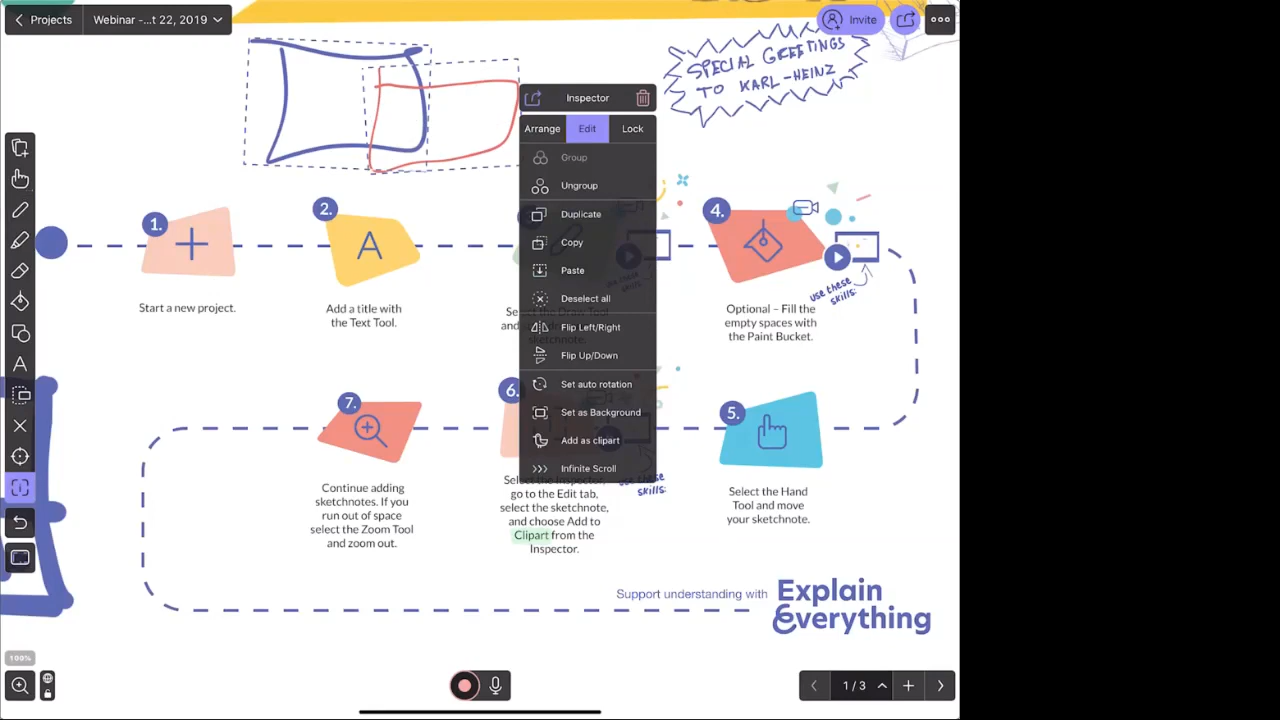 Projects
Webinar -...t 22, 2019
Invite
SPECIAL GREETINGS
TO KARL-HEINZ
Inspector
Arrange
Edit
Lock
Group
Ungroup
Duplicate
Copy
Paste
Deselect all
Flip Left/Right
Flip Up/Down
Set auto rotation
Set as Background
Add as clipart
Infinite Scroll
1.
Start a new project.
2.
A
Add a title with
the Text Tool.
4.
use these
skills:
Optional – Fill the
empty spaces with
the Paint Bucket.
7.
Continue adding
sketchnotes. If you
run out of space
select the Zoom Tool
and zoom out.
6.
Select the Inspector,
go to the Edit tab,
select the sketchnote,
and choose Add to
Clipart from the
Inspector.
use these
skills:
5.
Select the Hand
Tool and move
your sketchnote.
Support understanding with
Explain
Everything
A
100%
1/3